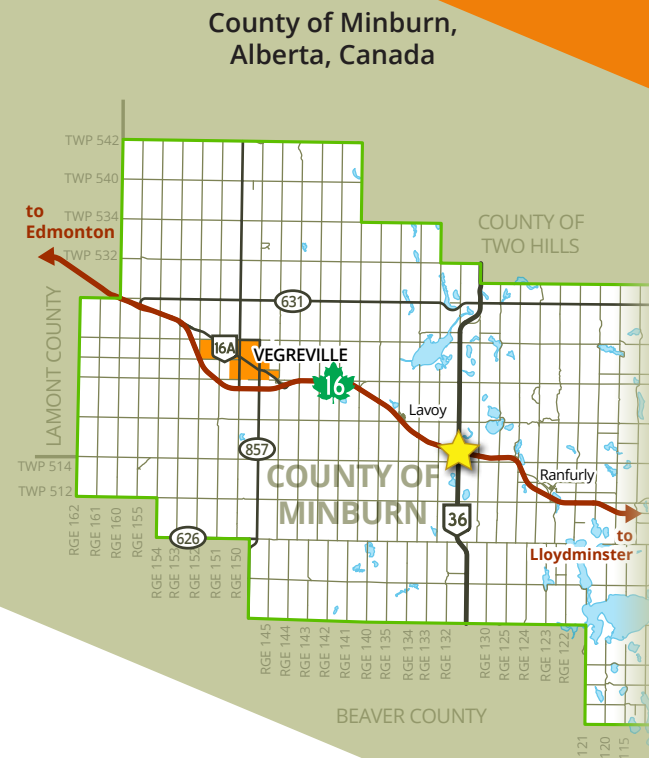 County of Minburn,
Alberta, Canada
TWP 542
TWP 540
TWP 534
TWP 532
to
Edmonton
COUNTY OF
TWO HILLS
LAMONT COUNTY
631
16A
VEGREVILLE
16
Lavoy
857
COUNTY OF
MINBURN
TWP 514
TWP 512
Ranfurly
36
626
to
Lloydminster
RGE 162
RGE 161
RGE 160
RGE 155
RGE 154
RGE 153
RGE 152
RGE 151
RGE 150
RGE 145
RGE 144
RGE 143
RGE 142
RGE 141
RGE 140
RGE 135
RGE 134
RGE 133
RGE 132
RGE 130
RGE 125
RGE 124
RGE 123
RGE 122
121
120
115
BEAVER COUNTY